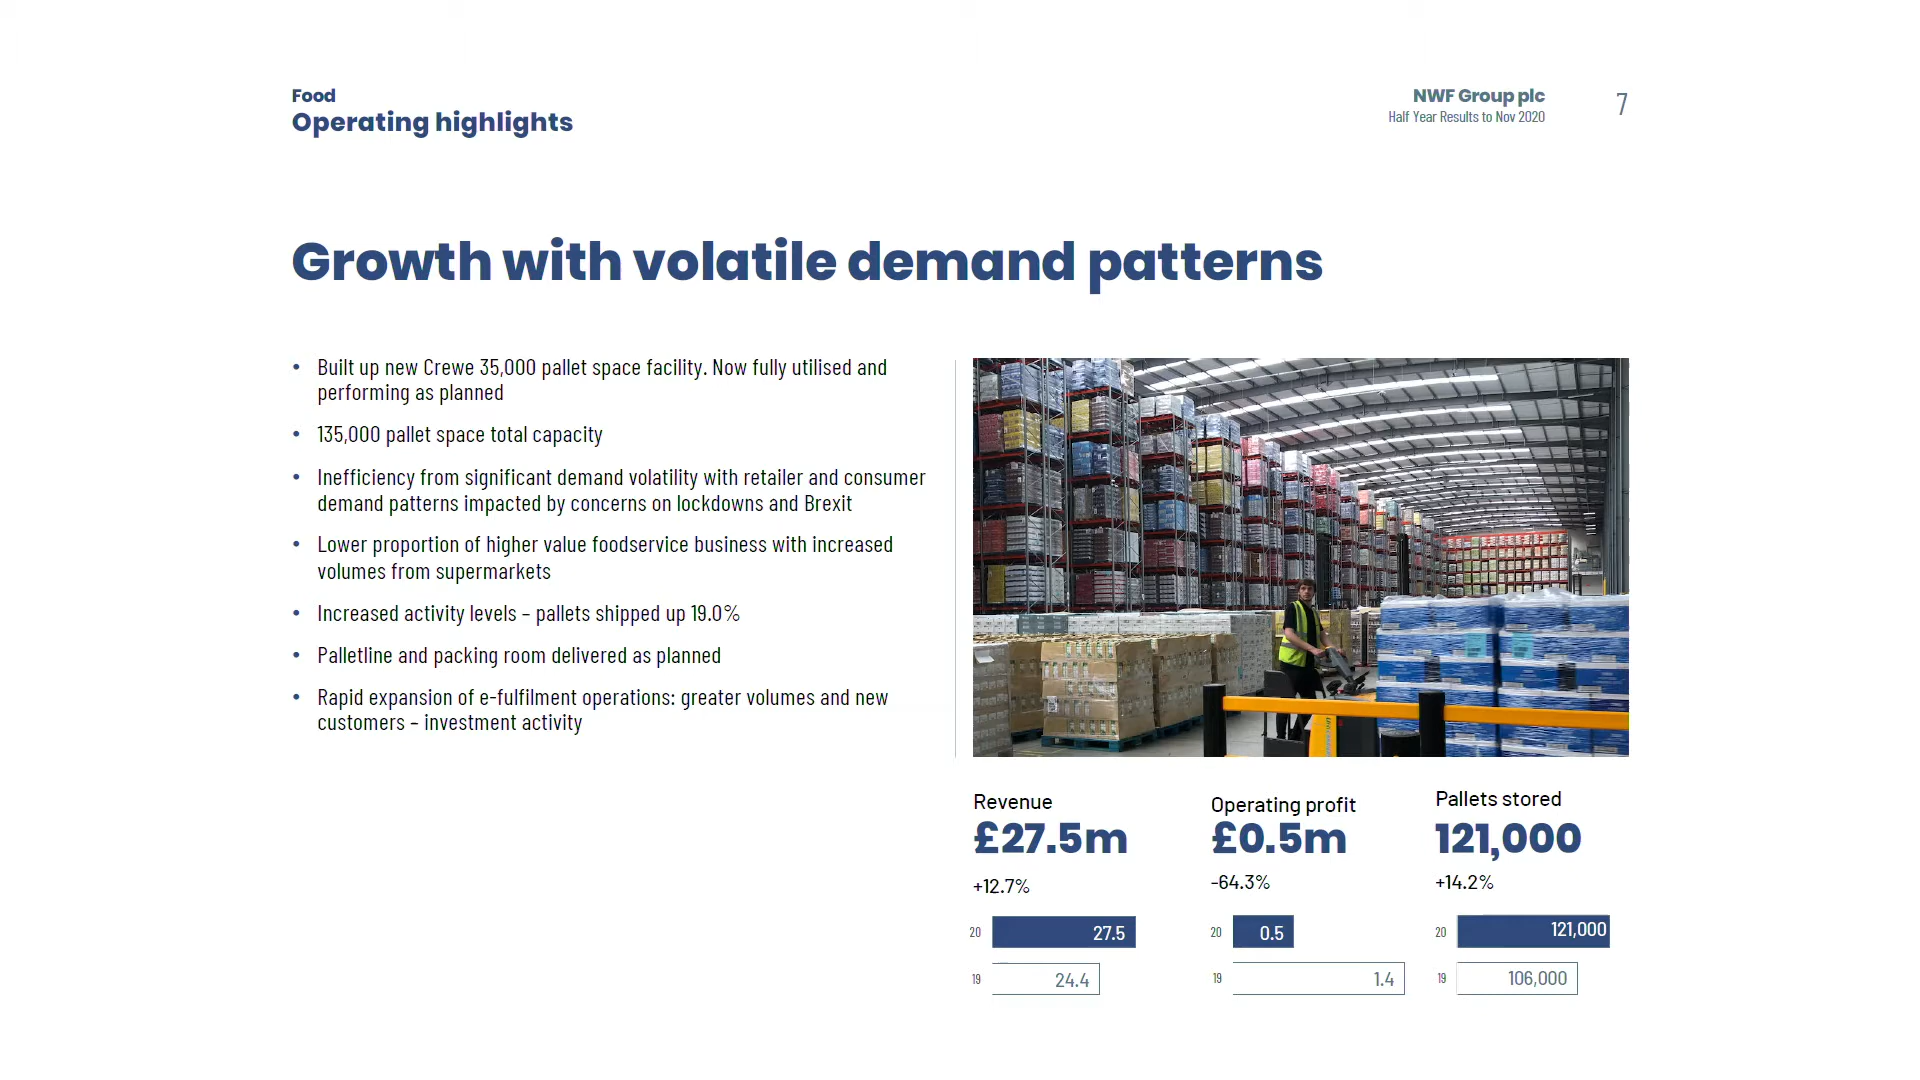 Food
Operating highlights
NWF Group plc
Half Year Results to Nov 2020
7
Growth with volatile demand patterns
• Built up new Crewe 35,000 pallet space facility. Now fully utilised and
performing as planned
• 135,000 pallet space total capacity
• Inefficiency from significant demand volatility with retailer and consumer
demand patterns impacted by concerns on lockdowns and Brexit
• Lower proportion of higher value foodservice business with increased
volumes from supermarkets
• Increased activity levels – pallets shipped up 19.0%
• Palletline and packing room delivered as planned
• Rapid expansion of e-fulfilment operations: greater volumes and new
customers – investment activity
Revenue
£27.5m
+12.7%
20 27.5
19 24.4
Operating profit
£0.5m
-64.3%
20 0.5
19 1.4
Pallets stored
121,000
+14.2%
20 121,000
19 106,000